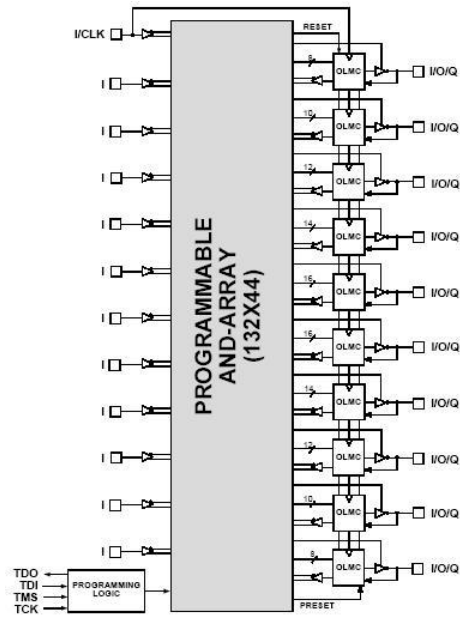 RESET
I/CLK
8
OLMC
I/O/Q
I
10
OLMC
I/O/Q
I
12
OLMC
I/O/Q
I
14
OLMC
I/O/Q
I
16
OLMC
I/O/Q
I
16
OLMC
I/O/Q
I
14
OLMC
I/O/Q
I
12
OLMC
I/O/Q
I
10
OLMC
I/O/Q
I
8
OLMC
I/O/Q
I
I
PRESET
PROGRAMMABLE
AND-ARRAY
(132X44)
TDO
TDI
TMS
TCK
PROGRAMMING
LOGIC